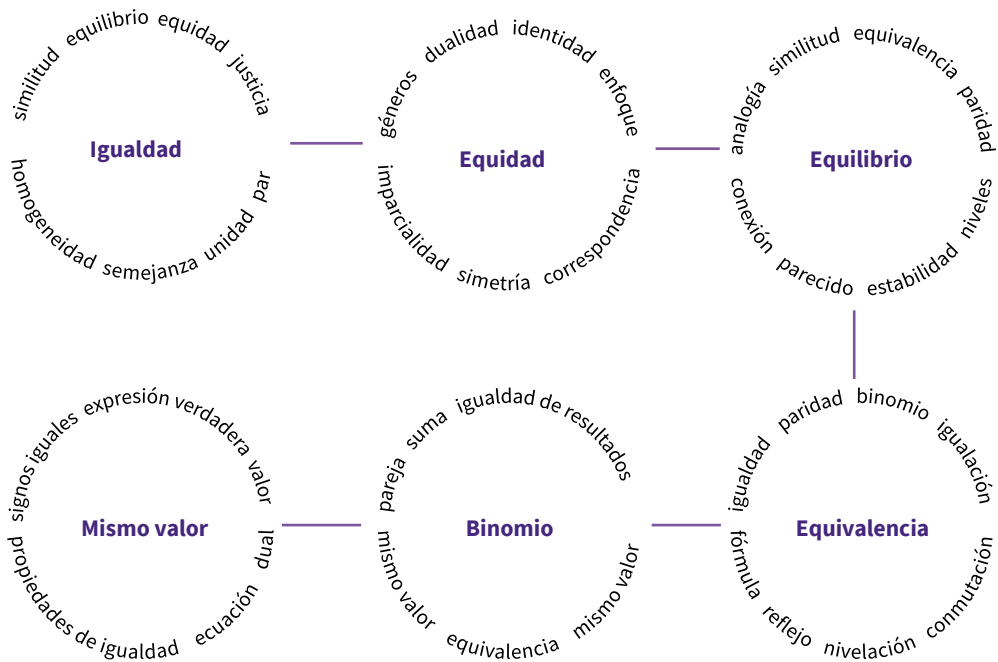 similitud equilibrio equidad justicia
Igualdad
homogeneidad semejanza unidad par
géneros dualidad identidad enfoque
Equidad
imparcialidad simetría correspondencia
analogía similitud equivalencia paridad
Equilibrio
conexión parecido estabilidad niveles
signos iguales expresión verdadera valor
Mismo valor
propiedades de igualdad ecuación dual
pareja suma igualdad de resultados
Binomio
mismo valor equivalencia mismo valor
igualdad paridad binomio igualación
Equivalencia
fórmula reflejo nivelación conmutación